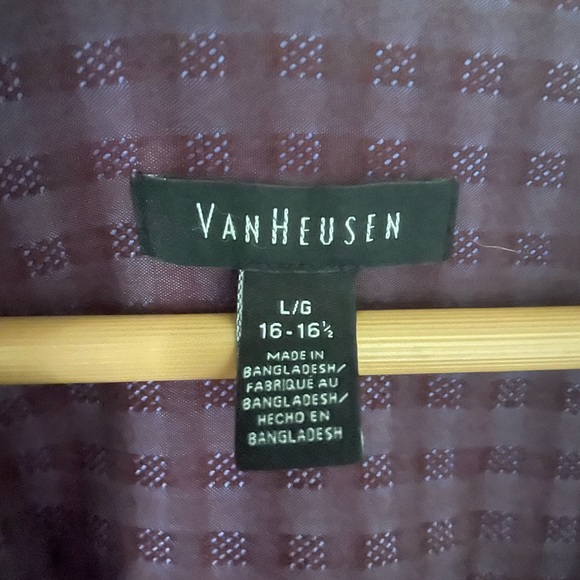 VANHEUSEN
L/G
16-16½
MADE IN
BANGLADESH/
FABRIQUÉ AU
BANGLADESH/
HECHO EN
BANGLADESH